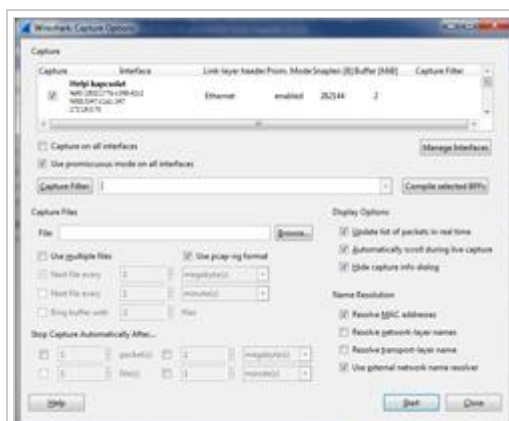 Wireshark: Capture Options
Capture
Capture Interface Link-layer header Prom. Mode Snaplen [B] Buffer [MiB] Capture Filter
Helyi kapcsolat
Ethernet enabled 262144 2
Capture on all interfaces
Manage Interfaces
Use promiscuous mode on all interfaces
Capture Filter:
Compile selected BPFs
Capture Files
Display Options
File:
Browse...
Update list of packets in real time
Use multiple files
Use pcap-ng format
Automatically scroll during live capture
Next file every 1 megabyte(s)
Hide capture info dialog
Next file every 1 minute(s)
Ring buffer with 2 files
Name Resolution
Resolve MAC addresses
Stop Capture Automatically After...
Resolve network-layer names
1 packet(s) 1 megabyte(s)
Resolve transport-layer name
1 file(s) 1 minute(s)
Use external network name resolver
Help
Start
Close